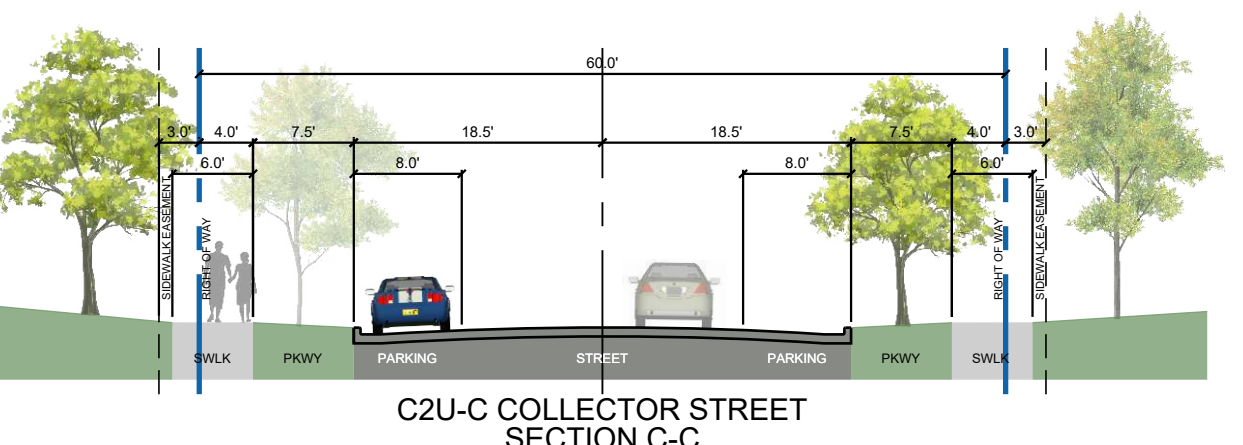 60.0'
3.0' 4.0' 7.5' 18.5' 18.5' 7.5' 4.0' 3.0'
6.0' 8.0' 8.0' 6.0'
SIDEWALK EASEMENT
RIGHT OF WAY
RIGHT OF WAY
SIDEWALK EASEMENT
SWLK PKWY PARKING STREET PARKING PKWY SWLK
C2U-C COLLECTOR STREET
SECTION C-C